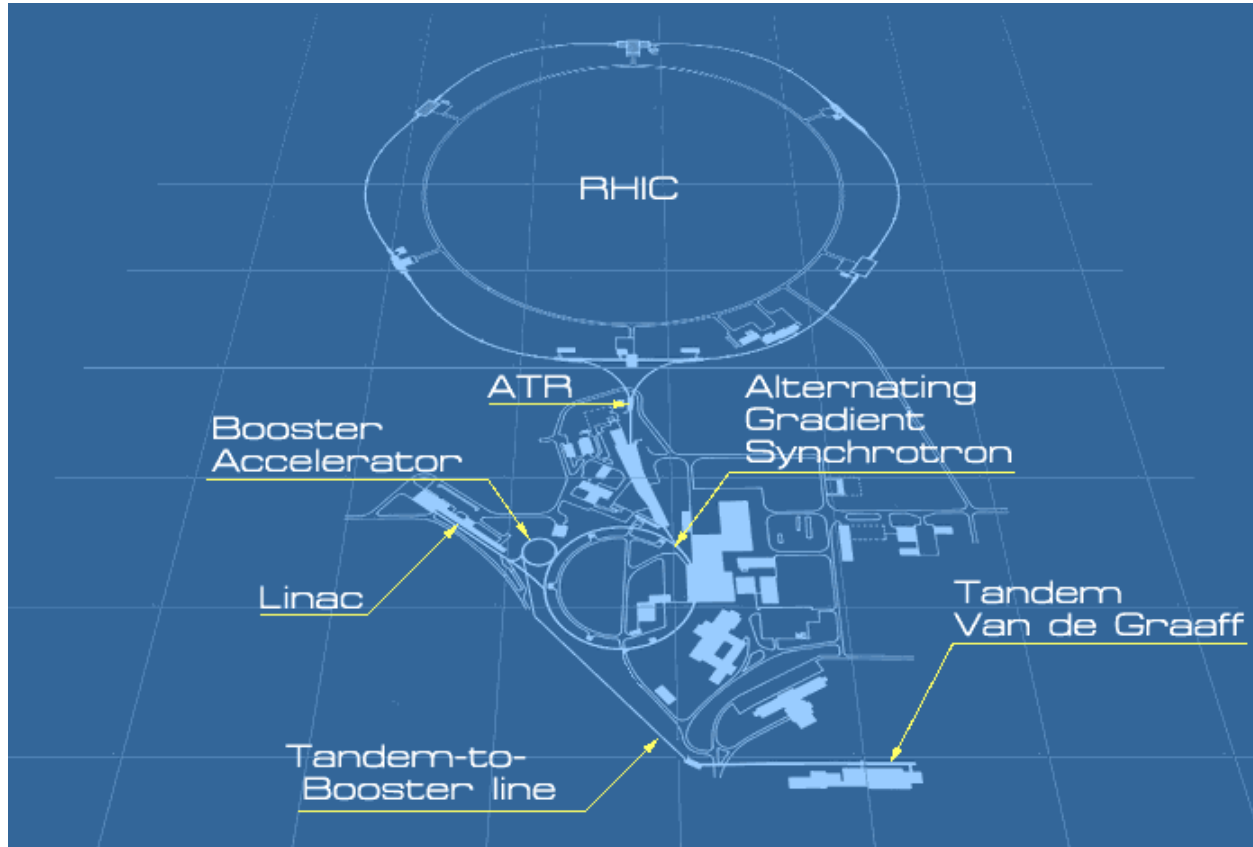 RHIC
ATR
Alternating
Gradient
Synchrotron
Booster
Accelerator
Linac
Tandem
Van de Graaff
Tandem-to-
Booster line